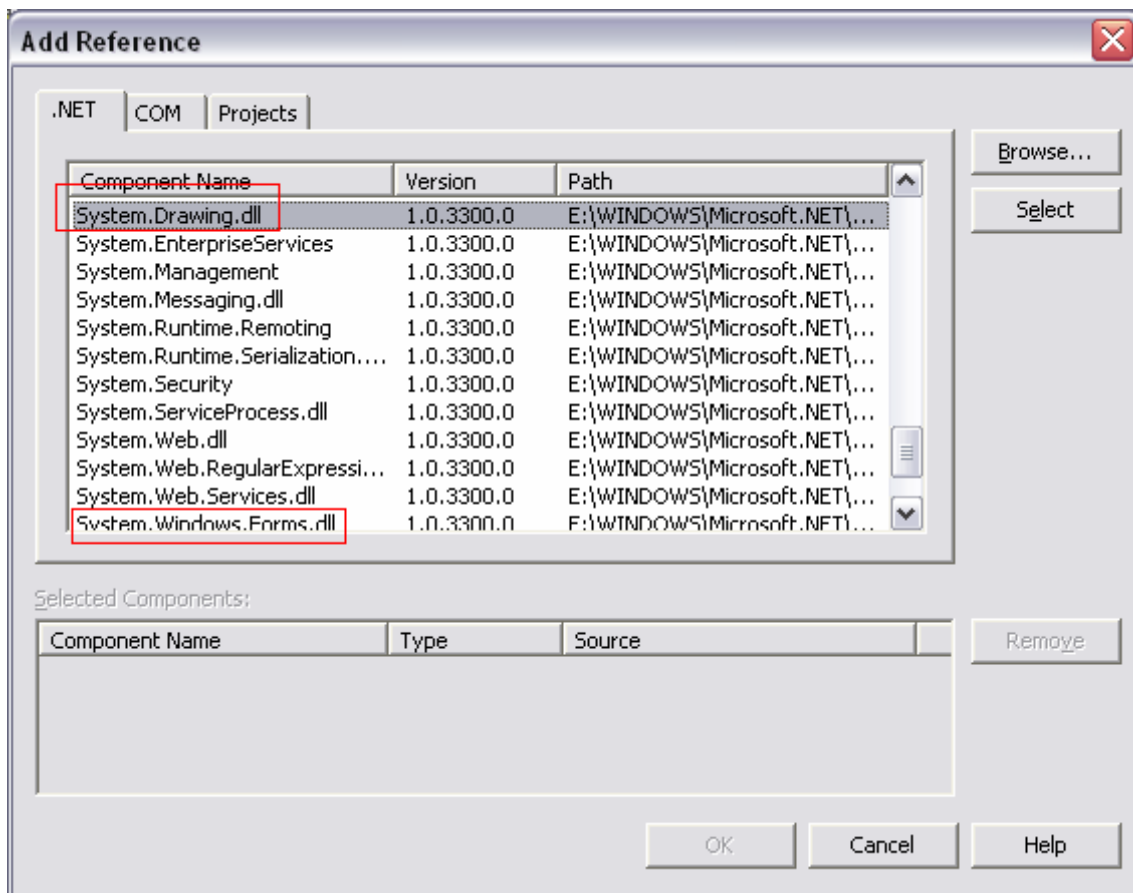 Add Reference
.NET COM Projects
Component Name Version Path
System.Drawing.dll 1.0.3300.0 E:\WINDOWS\Microsoft.NET\...
System.EnterpriseServices 1.0.3300.0 E:\WINDOWS\Microsoft.NET\...
System.Management 1.0.3300.0 E:\WINDOWS\Microsoft.NET\...
System.Messaging.dll 1.0.3300.0 E:\WINDOWS\Microsoft.NET\...
System.Runtime.Remoting 1.0.3300.0 E:\WINDOWS\Microsoft.NET\...
System.Runtime.Serialization.... 1.0.3300.0 E:\WINDOWS\Microsoft.NET\...
System.Security 1.0.3300.0 E:\WINDOWS\Microsoft.NET\...
System.ServiceProcess.dll 1.0.3300.0 E:\WINDOWS\Microsoft.NET\...
System.Web.dll 1.0.3300.0 E:\WINDOWS\Microsoft.NET\...
System.Web.RegularExpressi... 1.0.3300.0 E:\WINDOWS\Microsoft.NET\...
System.Web.Services.dll 1.0.3300.0 E:\WINDOWS\Microsoft.NET\...
System.Windows.Forms.dll 1.0.3300.0 E:\WINDOWS\Microsoft.NET\...
Browse...
Select
Selected Components:
Component Name Type Source
Remove
OK Cancel Help